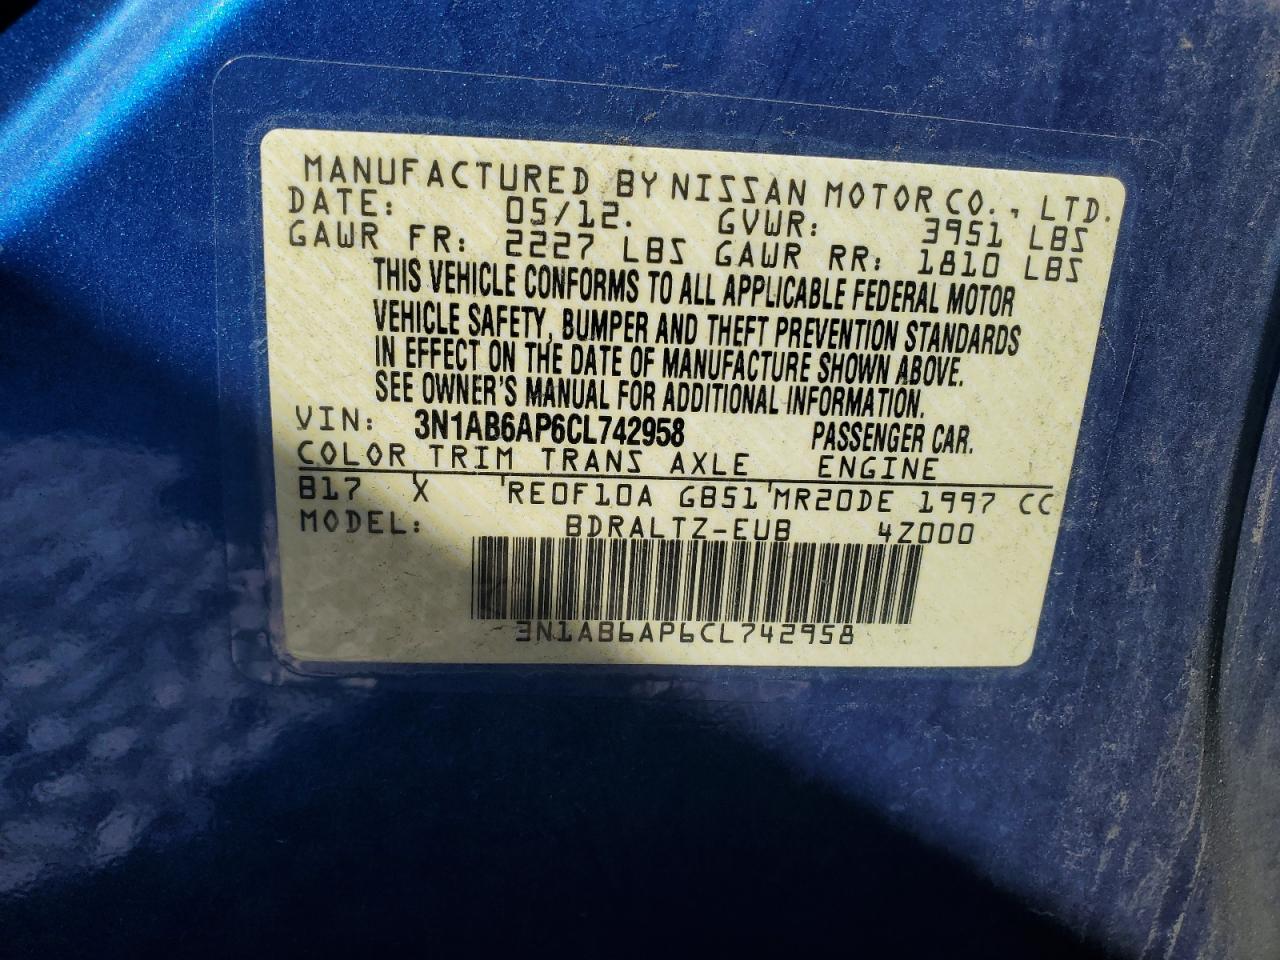 MANUFACTURED BY NISSAN MOTOR CO., LTD.
DATE: 05/12. GVWR: 3951 LBS
GAWR FR: 2227 LBS GAWR RR: 1810 LBS
THIS VEHICLE CONFORMS TO ALL APPLICABLE FEDERAL MOTOR
VEHICLE SAFETY, BUMPER AND THEFT PREVENTION STANDARDS
IN EFFECT ON THE DATE OF MANUFACTURE SHOWN ABOVE.
SEE OWNER'S MANUAL FOR ADDITIONAL INFORMATION.
VIN: 3N1AB6AP6CL742958 PASSENGER CAR.
COLOR TRIM TRANS AXLE ENGINE
B17 X RE0F10A GB51 MR20DE 1997 CC
MODEL: BDRALTZ-EUB 4Z000
3N1AB6AP6CL742958